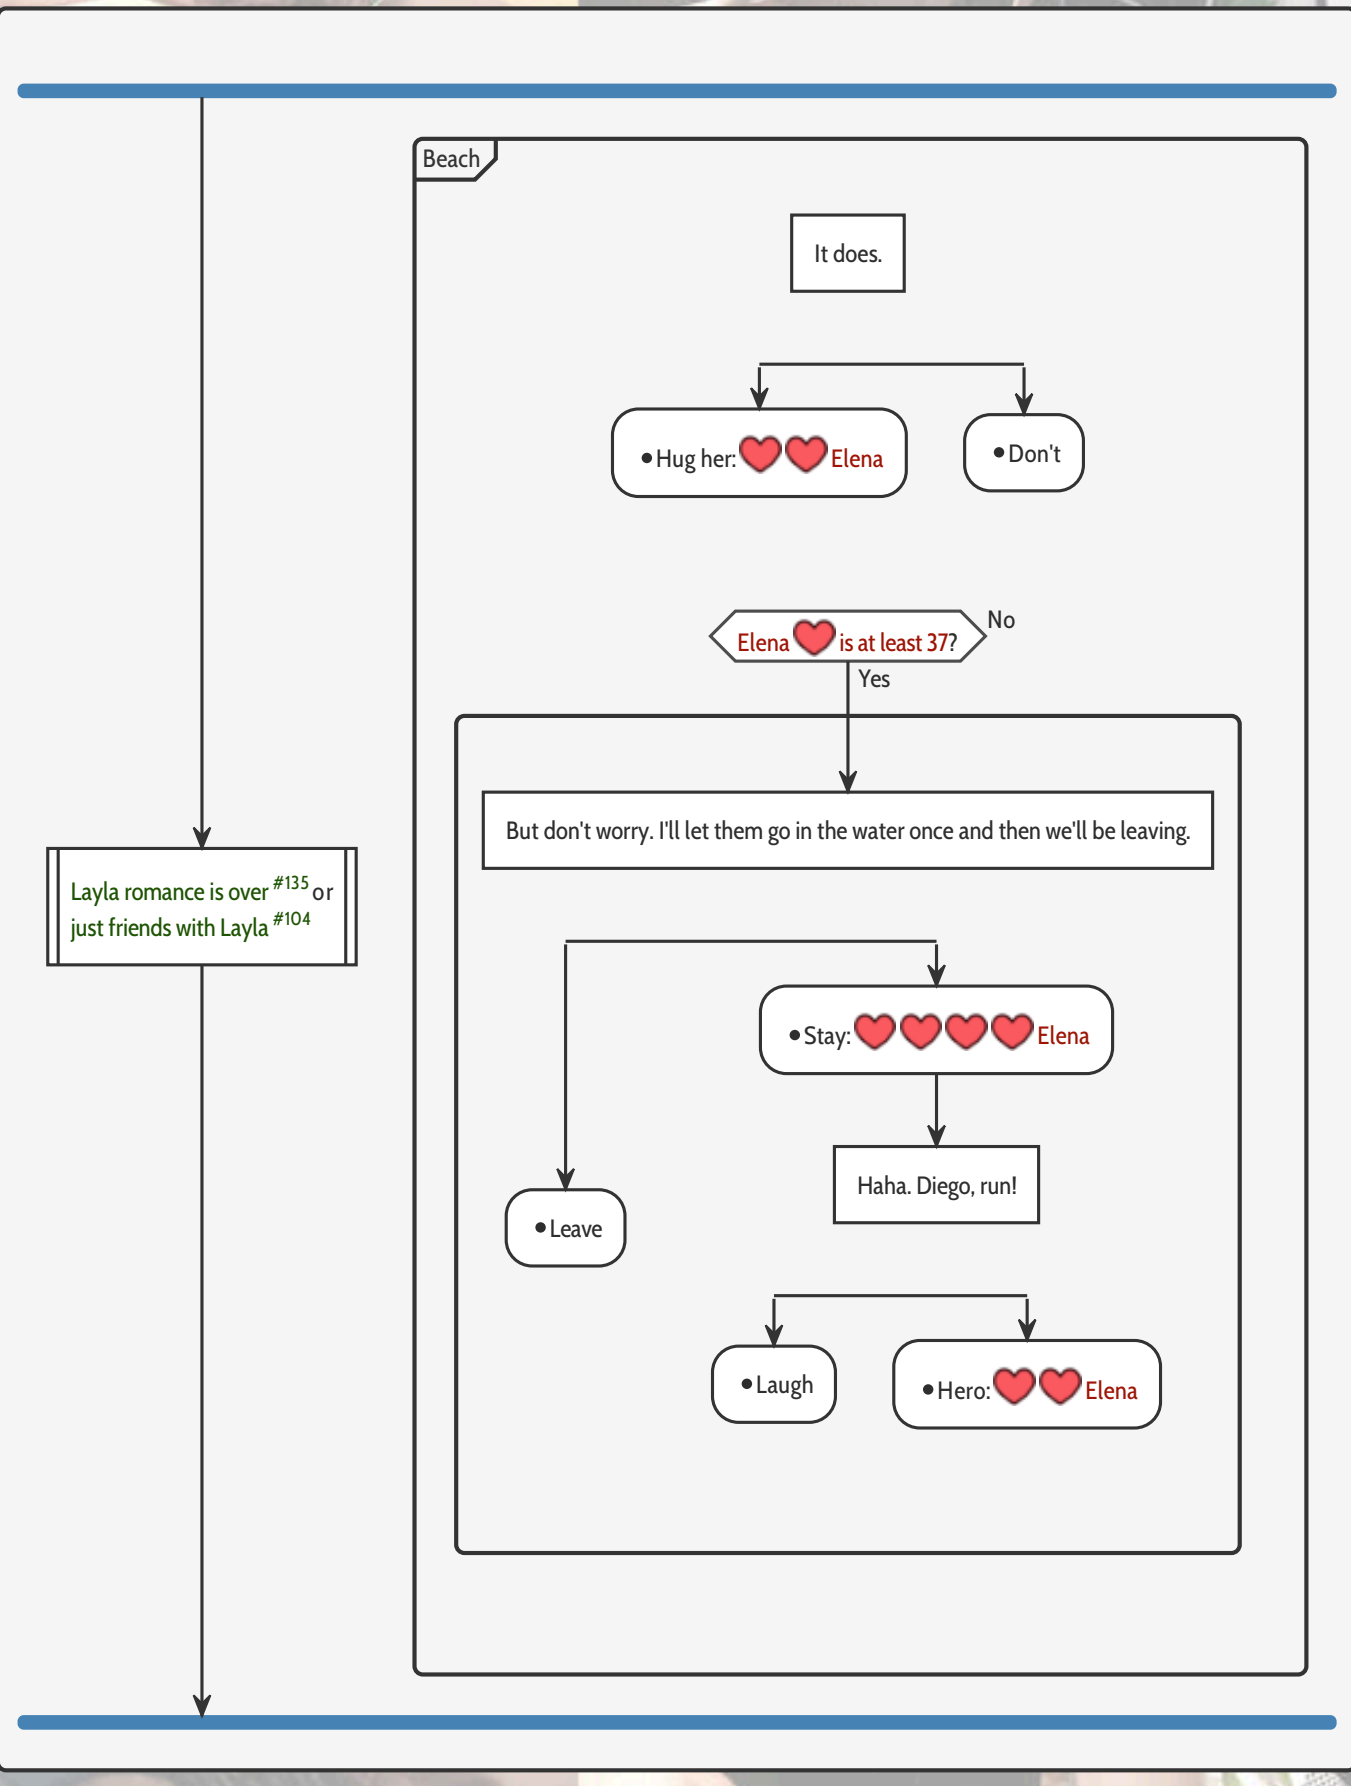 Beach
It does.
•Hug her: ❤❤ Elena
•Don't
Elena ❤ is at least 37?
No
Yes
But don't worry. I'll let them go in the water once and then we'll be leaving.
Layla romance is over #135 or
just friends with Layla #104
•Stay: ❤❤❤❤ Elena
Haha. Diego, run!
•Leave
•Laugh
•Hero: ❤❤ Elena